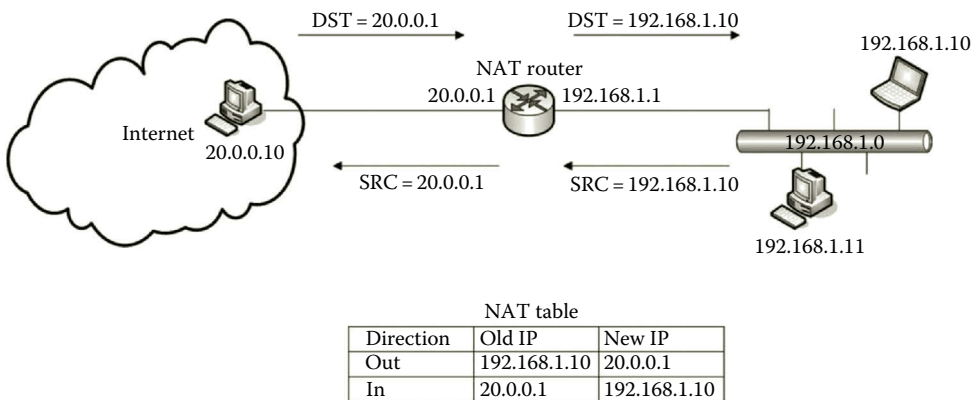 DST = 20.0.0.1
DST = 192.168.1.10
192.168.1.10
NAT router
20.0.0.1
192.168.1.1
Internet
20.0.0.10
192.168.1.0
SRC = 20.0.0.1
SRC = 192.168.1.10
192.168.1.11
NAT table
Direction Old IP New IP
Out 192.168.1.10 20.0.0.1
In 20.0.0.1 192.168.1.10